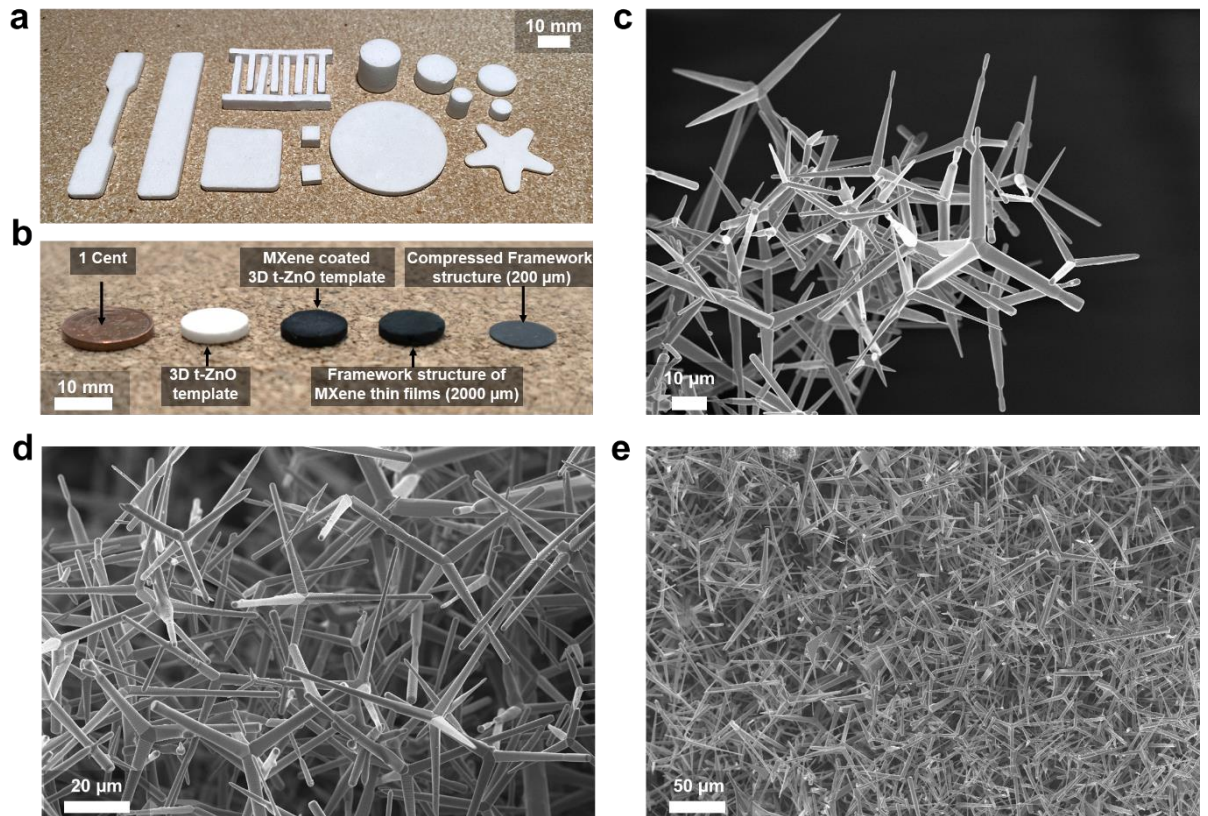 a
10 mm
b
1 Cent
MXene coated
3D t-ZnO template
Compressed Framework
structure (200 µm)
3D t-ZnO
template
Framework structure of
MXene thin films (2000 µm)
10 mm
c
10 µm
d
20 µm
e
50 µm